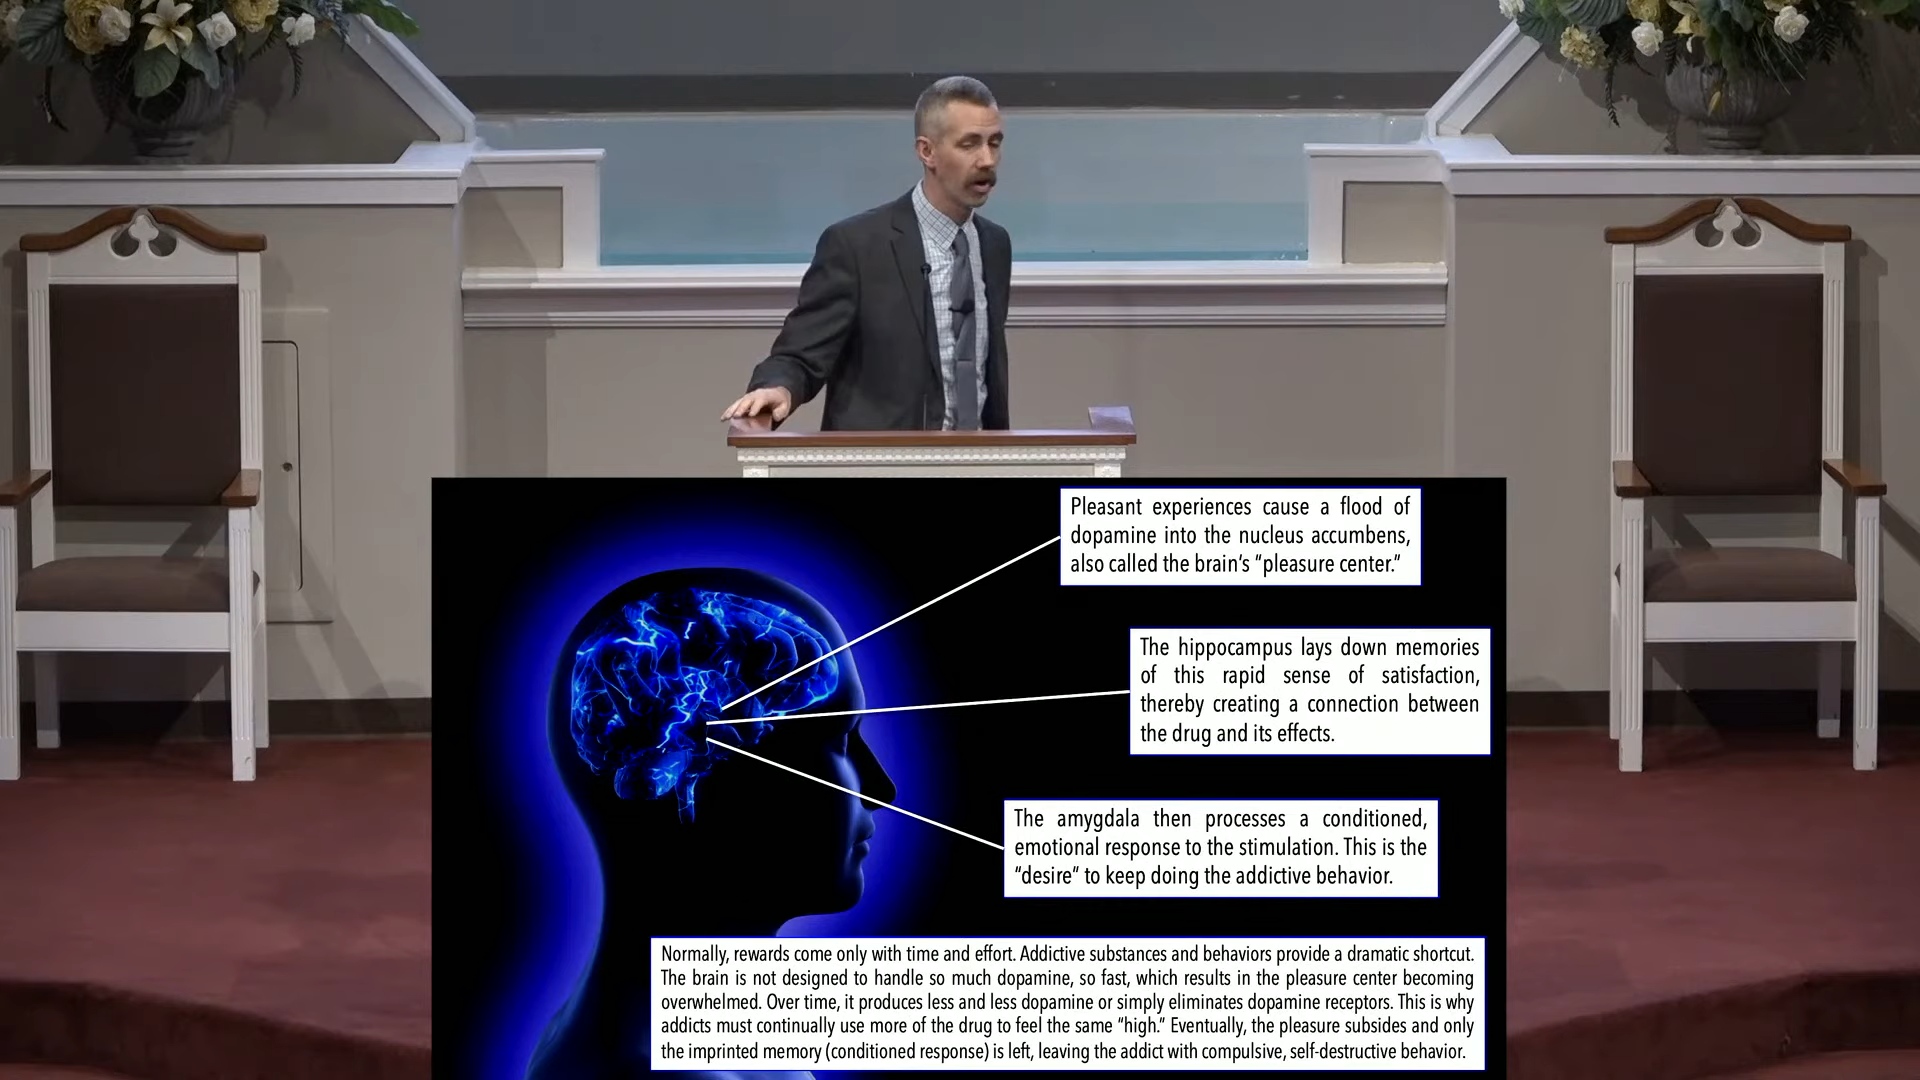 Pleasant experiences cause a flood of
dopamine into the nucleus accumbens,
also called the brain's "pleasure center."
The hippocampus lays down memories
of this rapid sense of satisfaction,
thereby creating a connection between
the drug and its effects.
The amygdala then processes a conditioned,
emotional response to the stimulation. This is the
"desire" to keep doing the addictive behavior.
Normally, rewards come only with time and effort. Addictive substances and behaviors provide a dramatic shortcut.
The brain is not designed to handle so much dopamine, so fast, which results in the pleasure center becoming
overwhelmed. Over time, it produces less and less dopamine or simply eliminates dopamine receptors. This is why
addicts must continually use more of the drug to feel the same "high." Eventually, the pleasure subsides and only
the imprinted memory (conditioned response) is left, leaving the addict with compulsive, self-destructive behavior.